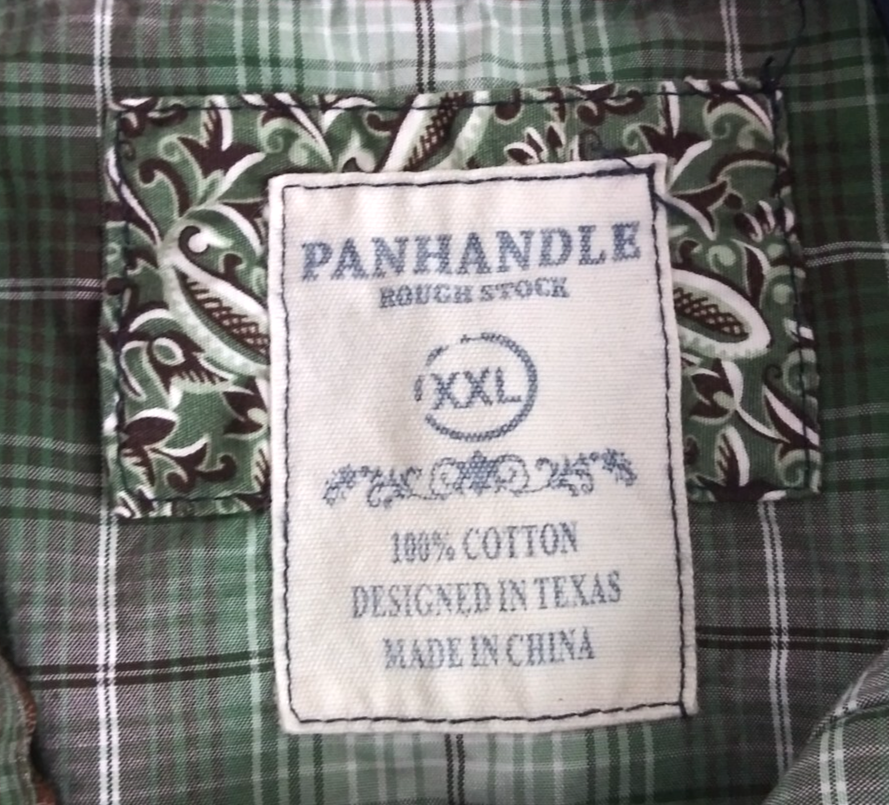 PANHANDLE
ROUGH STOCK
XXL
100% COTTON
DESIGNED IN TEXAS
MADE IN CHINA